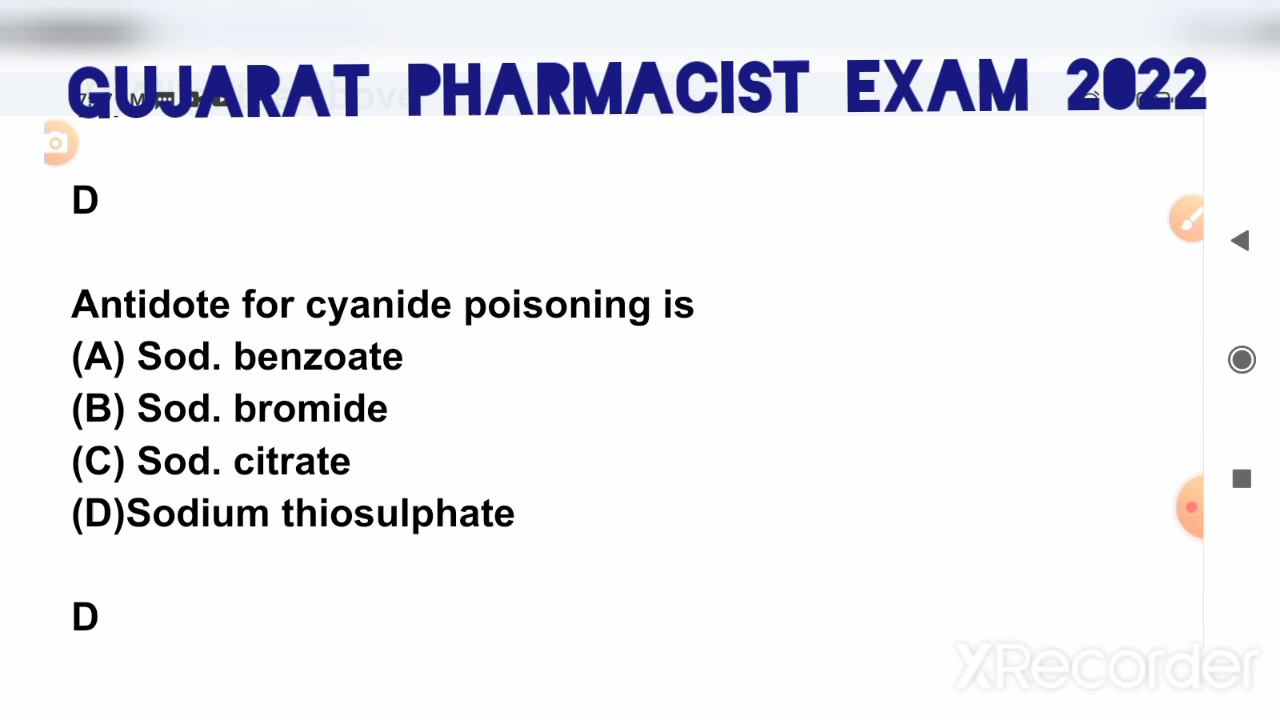 GUJARAT PHARMACIST EXAM 2022
D
Antidote for cyanide poisoning is
(A) Sod. benzoate
(B) Sod. bromide
(C) Sod. citrate
(D)Sodium thiosulphate
D
XRecorder